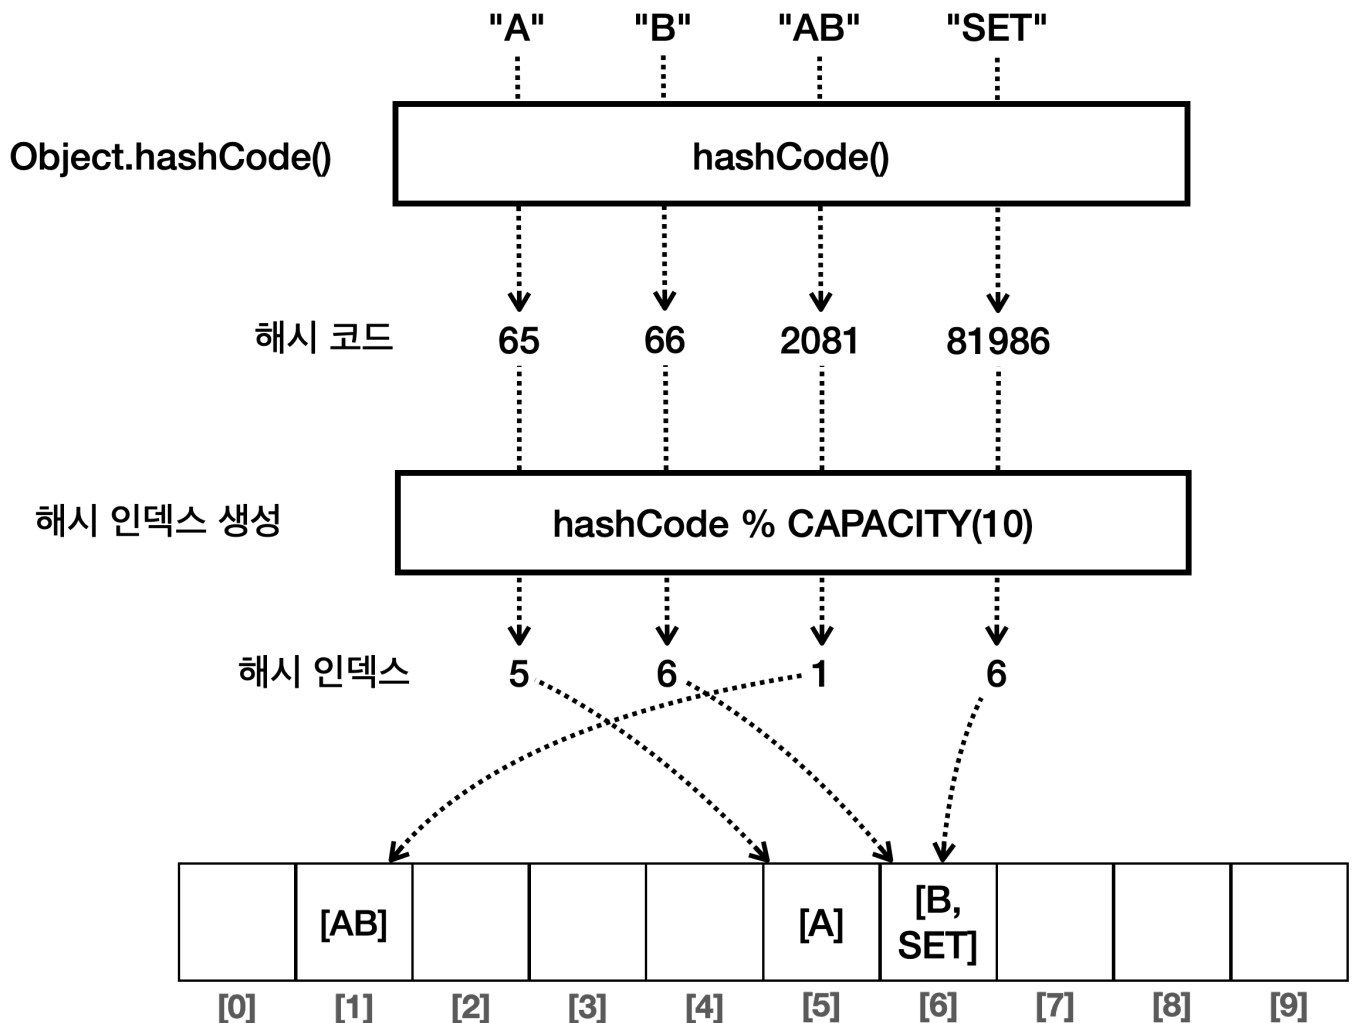 "A" "B" "AB" "SET"
Object.hashCode() hashCode()
해시 코드 65 66 2081 81986
해시 인덱스 생성 hashCode % CAPACITY(10)
해시 인덱스 5 6 1 6
[AB] [A] [B,
SET]
[0] [1] [2] [3] [4] [5] [6] [7] [8] [9]